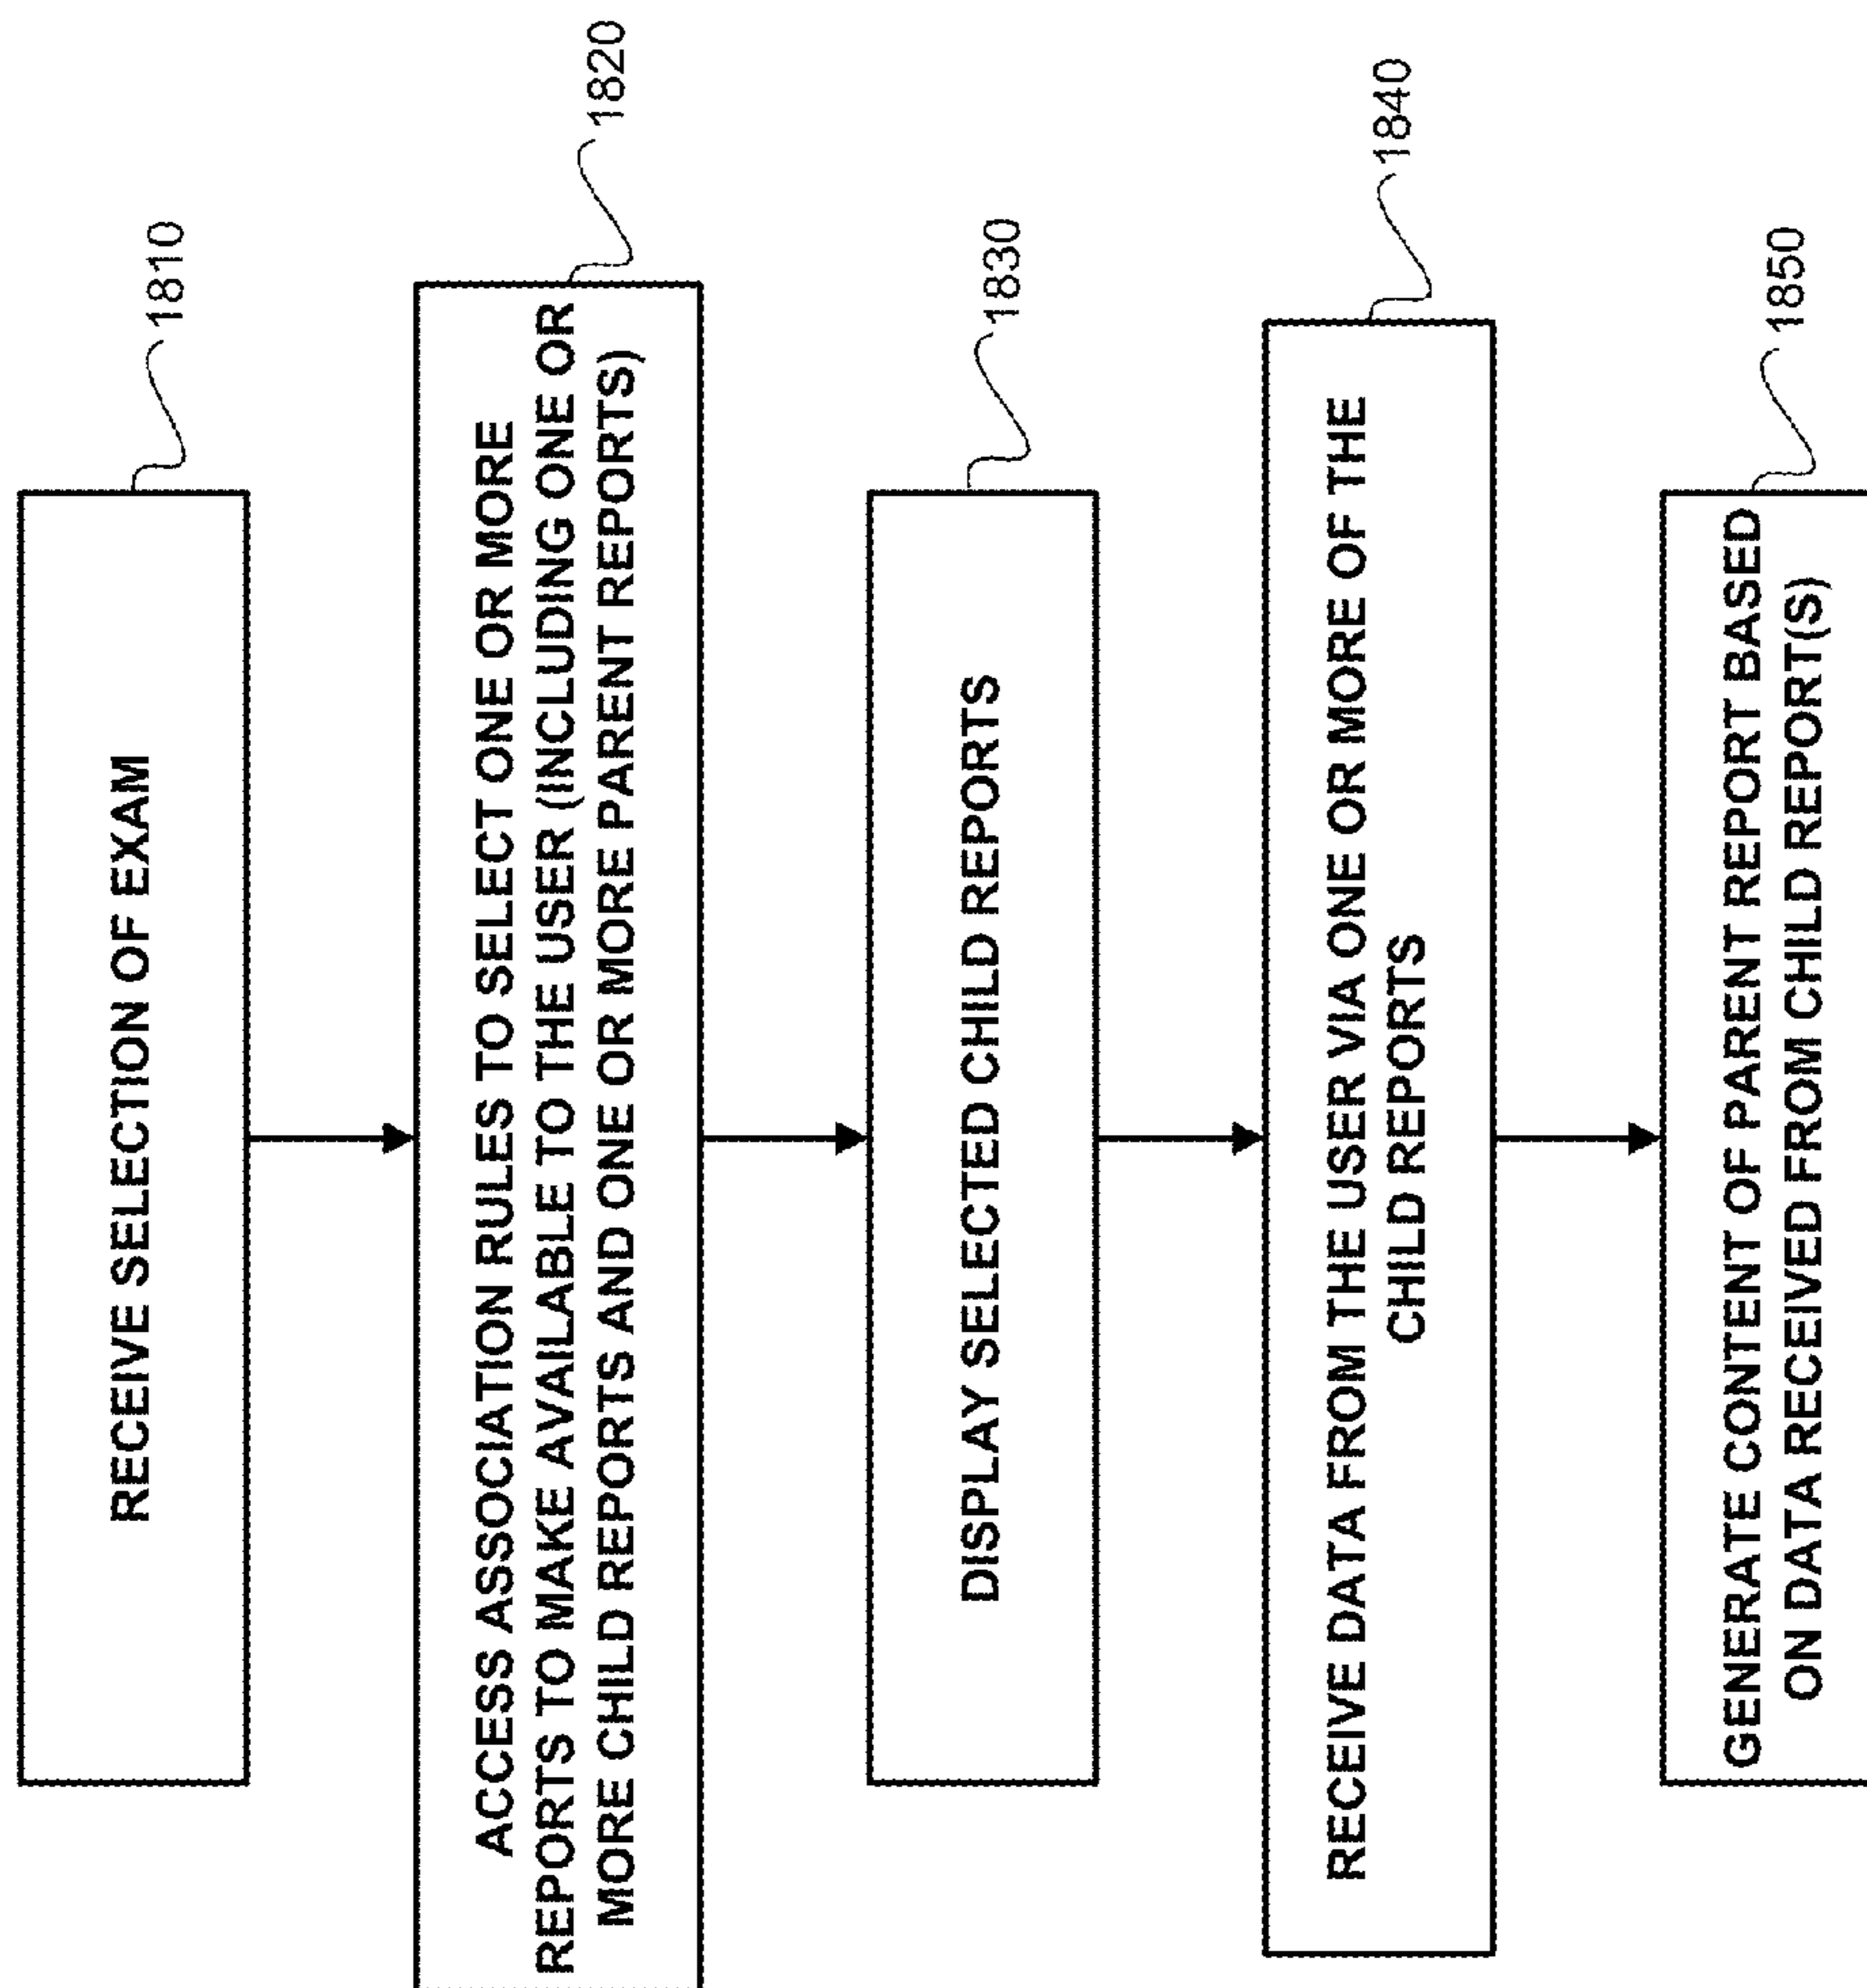 RECEIVE SELECTION OF EXAM
1810
ACCESS ASSOCIATION RULES TO SELECT ONE OR MORE
REPORTS TO MAKE AVAILABLE TO THE USER (INCLUDING ONE OR
MORE CHILD REPORTS AND ONE OR MORE PARENT REPORTS)
1820
DISPLAY SELECTED CHILD REPORTS
1830
RECEIVE DATA FROM THE USER VIA ONE OR MORE OF THE
CHILD REPORTS
1840
GENERATE CONTENT OF PARENT REPORT BASED
ON DATA RECEIVED FROM CHILD REPORT(S)
1850